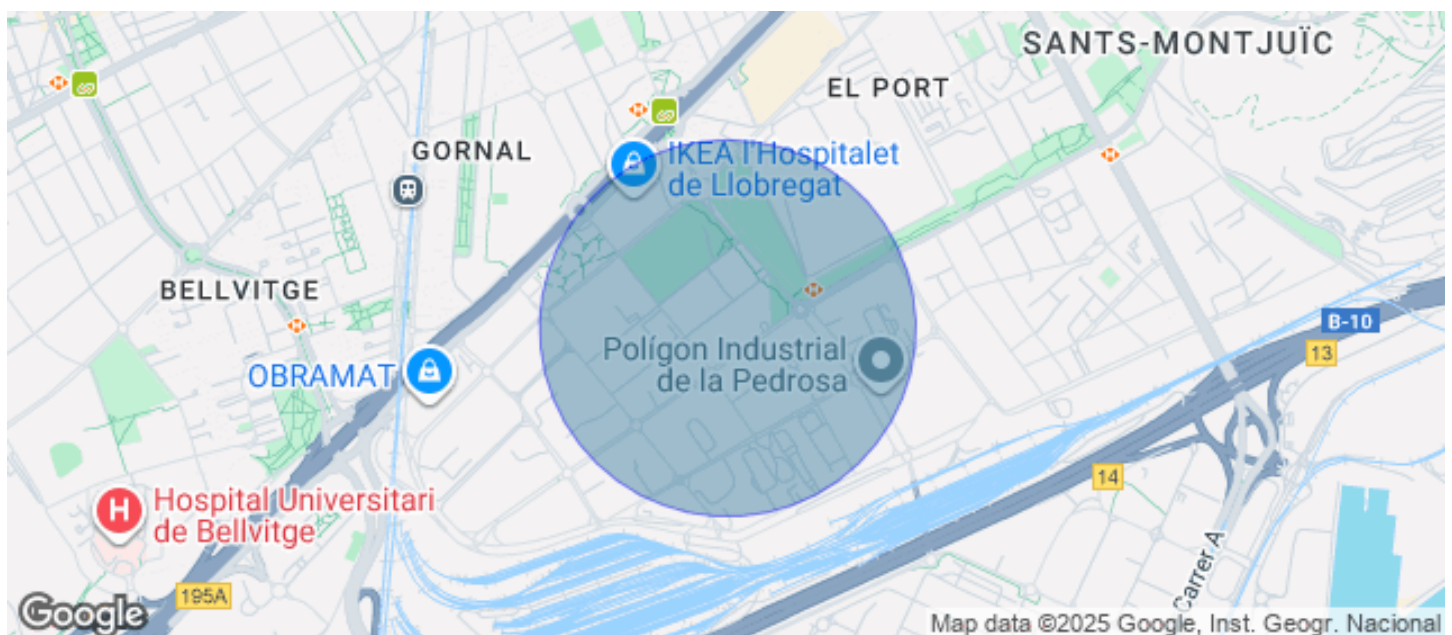 SANTS-MONTJUÏC
EL PORT
GORNAL
IKEA l'Hospitalet
de Llobregat
BELLVITGE
B-10
13
Polígon Industrial
de la Pedrosa
OBRAMAT
14
H
Hospital Universitari
de Bellvitge
Carrer A
195A
Google
Map data ©2025 Google, Inst. Geogr. Nacional